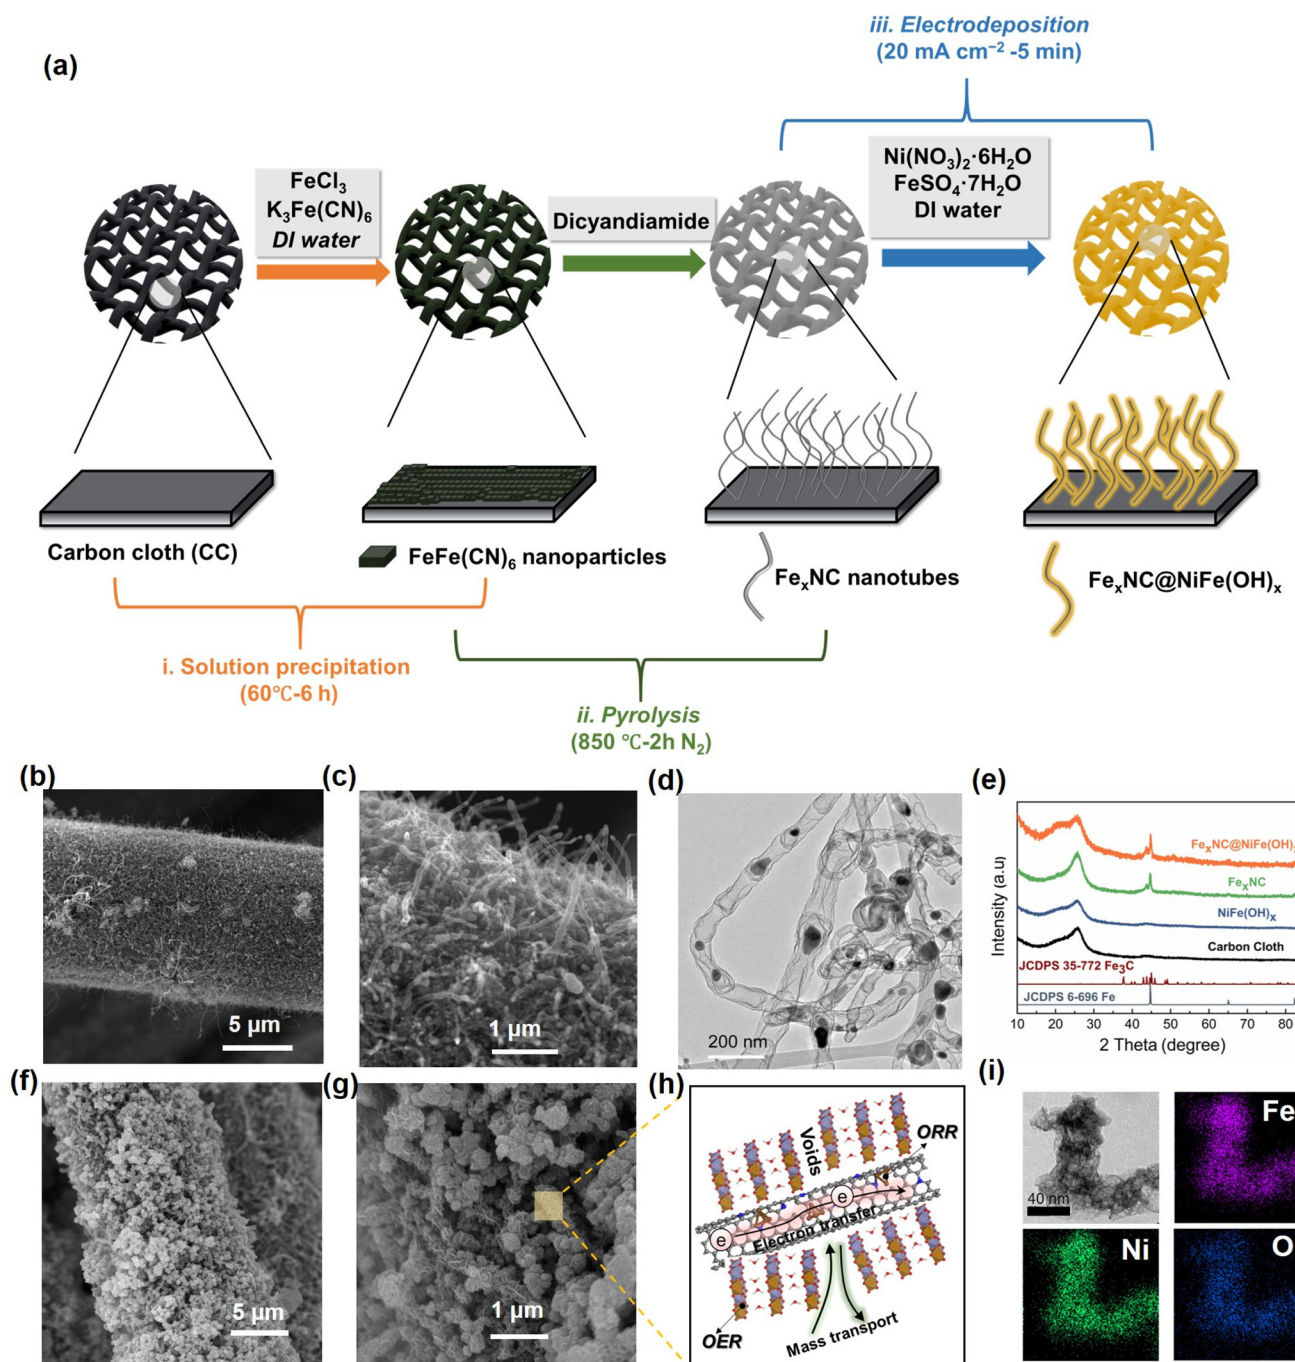 (a)
iii. Electrodeposition
(20 mA cm⁻² -5 min)
FeCl₃
K₃Fe(CN)₆
DI water
Dicyandiamide
Ni(NO₃)₂·6H₂O
FeSO₄·7H₂O
DI water
Carbon cloth (CC)
FeFe(CN)₆ nanoparticles
FeₓNC nanotubes
FeₓNC@NiFe(OH)ₓ
i. Solution precipitation
(60℃-6 h)
ii. Pyrolysis
(850 ℃-2h N₂)
(b)
5 μm
(c)
1 μm
(d)
200 nm
(e)
Intensity (a.u)
FeₓNC@NiFe(OH)
FeₓNC
NiFe(OH)ₓ
Carbon Cloth
JCDPS 35-772 Fe₃C
JCDPS 6-696 Fe
10 20 30 40 50 60 70 80
2 Theta (degree)
(f)
5 μm
(g)
1 μm
(h)
Voids
ORR
e
e
Electron transfer
OER
Mass transport
(i)
40 nm
Fe
Ni
O